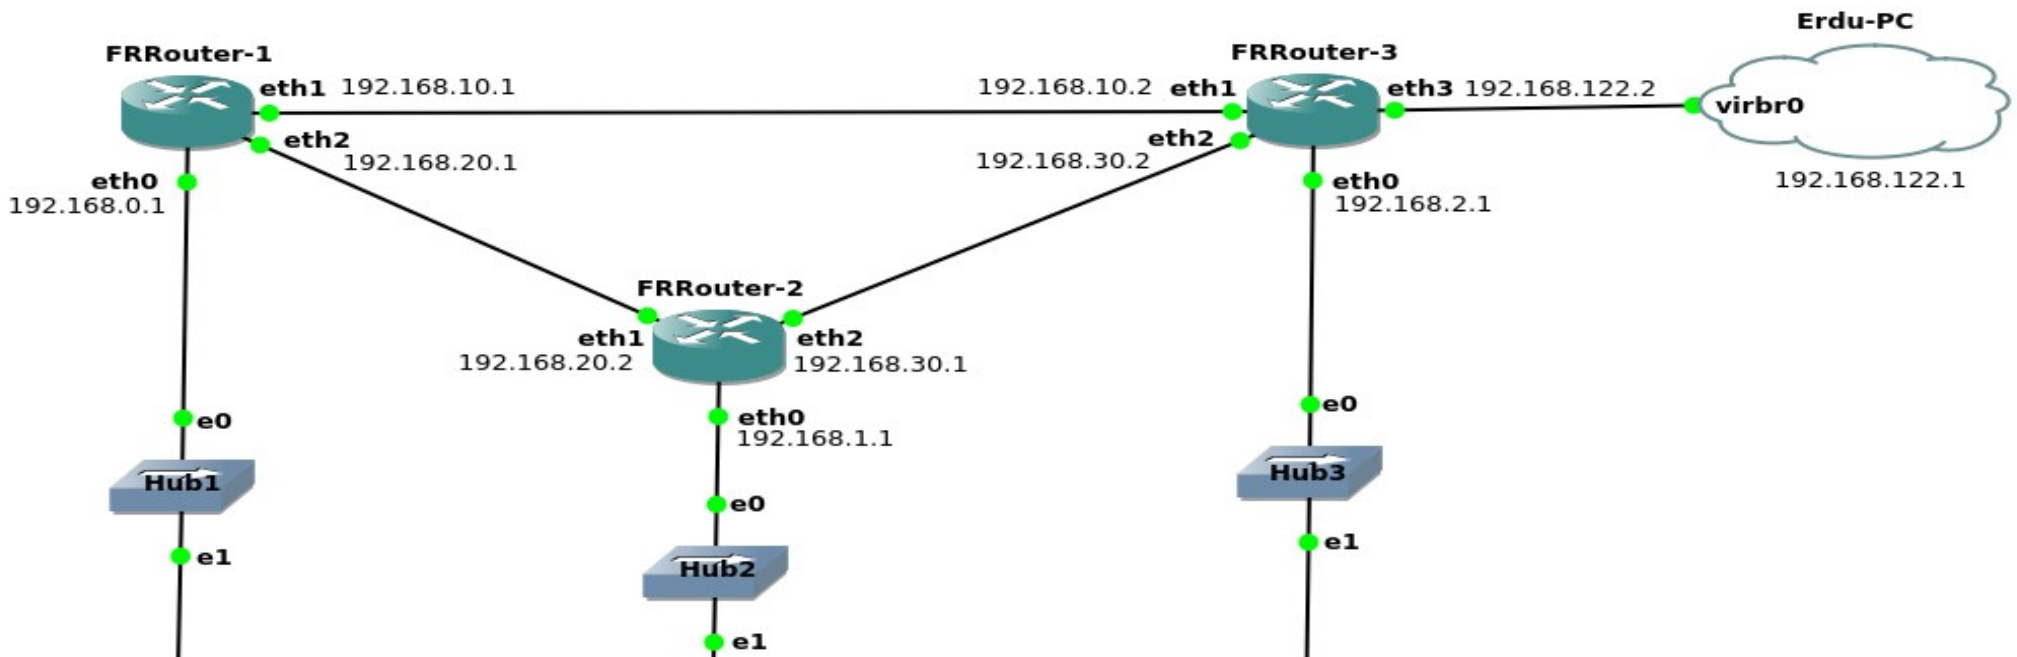 Erdu-PC
FRRouter-1
FRRouter-3
eth1 192.168.10.1
192.168.10.2 eth1
eth3 192.168.122.2
virbr0
eth2
192.168.20.1
eth2
192.168.30.2
192.168.122.1
eth0
192.168.0.1
eth0
192.168.2.1
FRRouter-2
eth1
192.168.20.2
eth2
192.168.30.1
eth0
192.168.1.1
e0
e0
Hub1
Hub3
e0
e1
e1
Hub2
e1